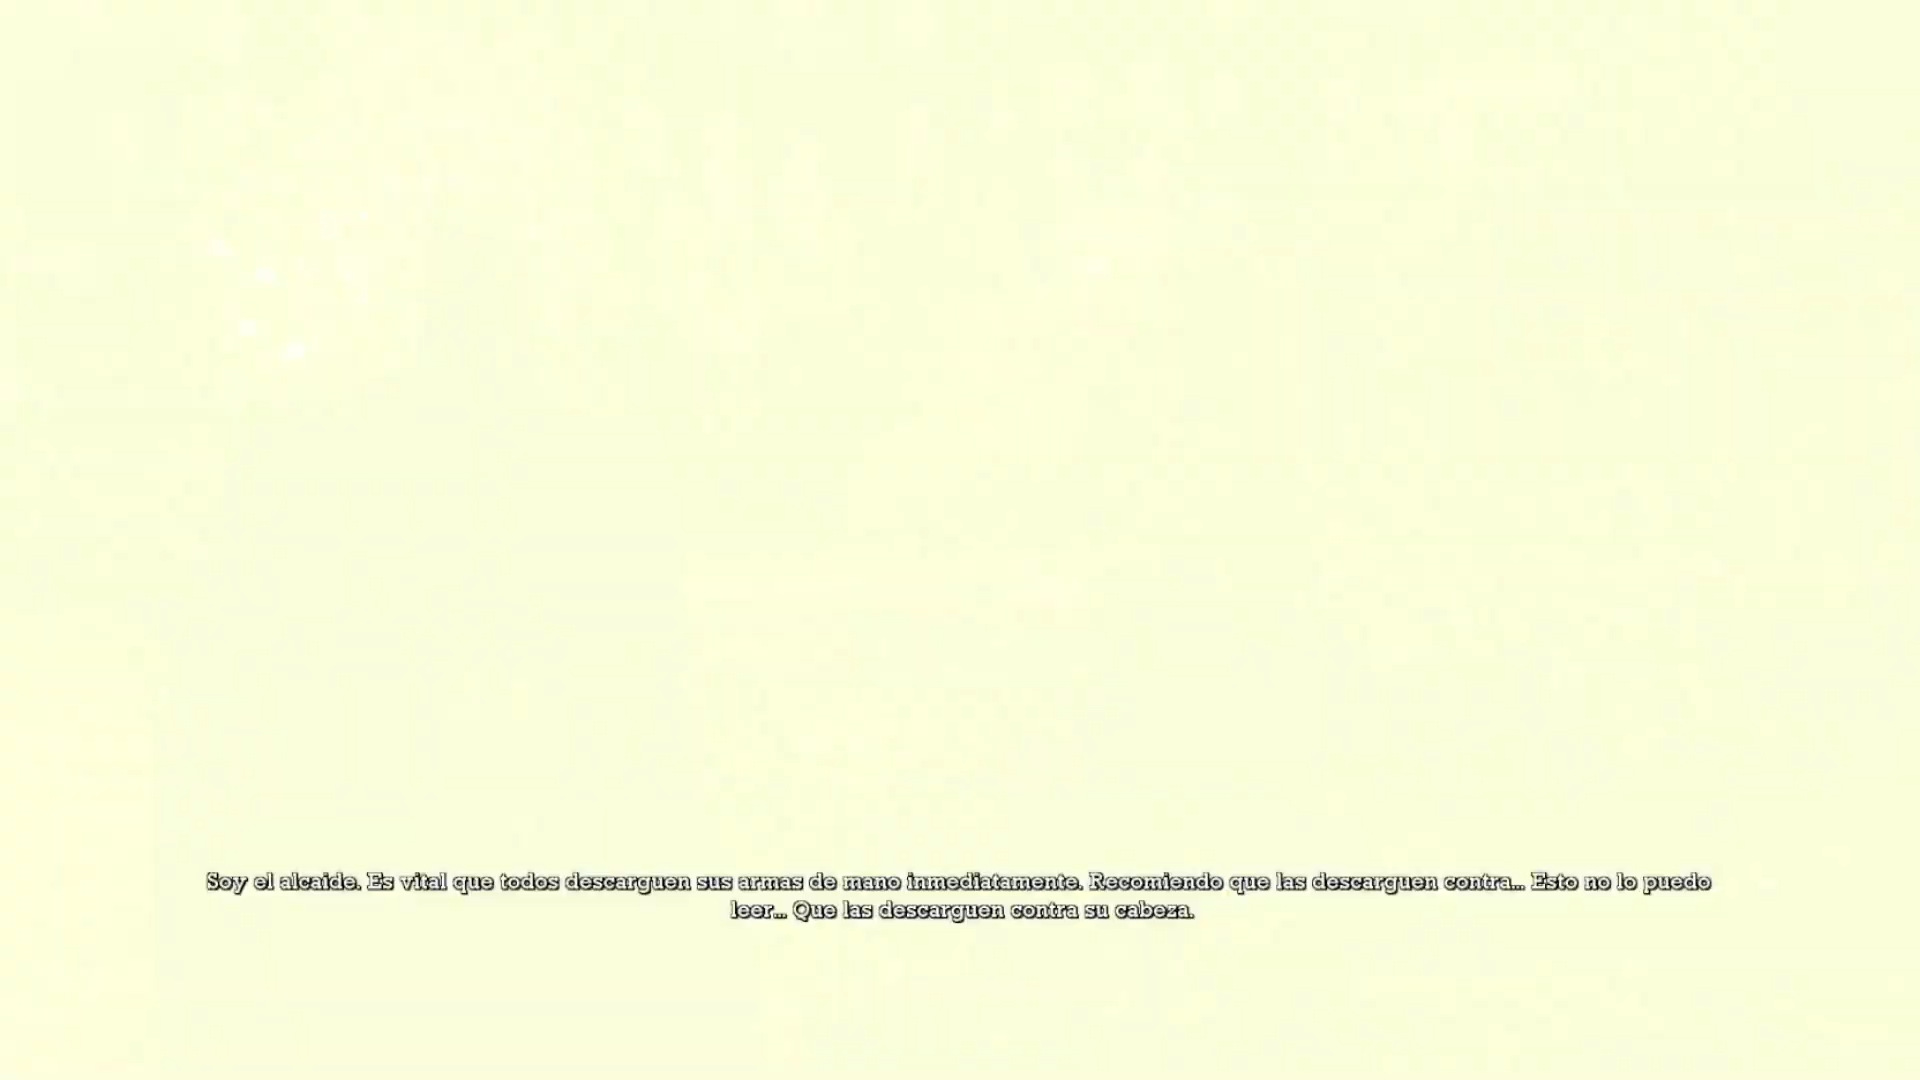 Soy el alcaide. Es vital que todos descarguen sus armas de mano inmediatamente. Recomiendo que las descarguen contra... Esto no lo puedo
leer... Que las descarguen contra su cabeza.